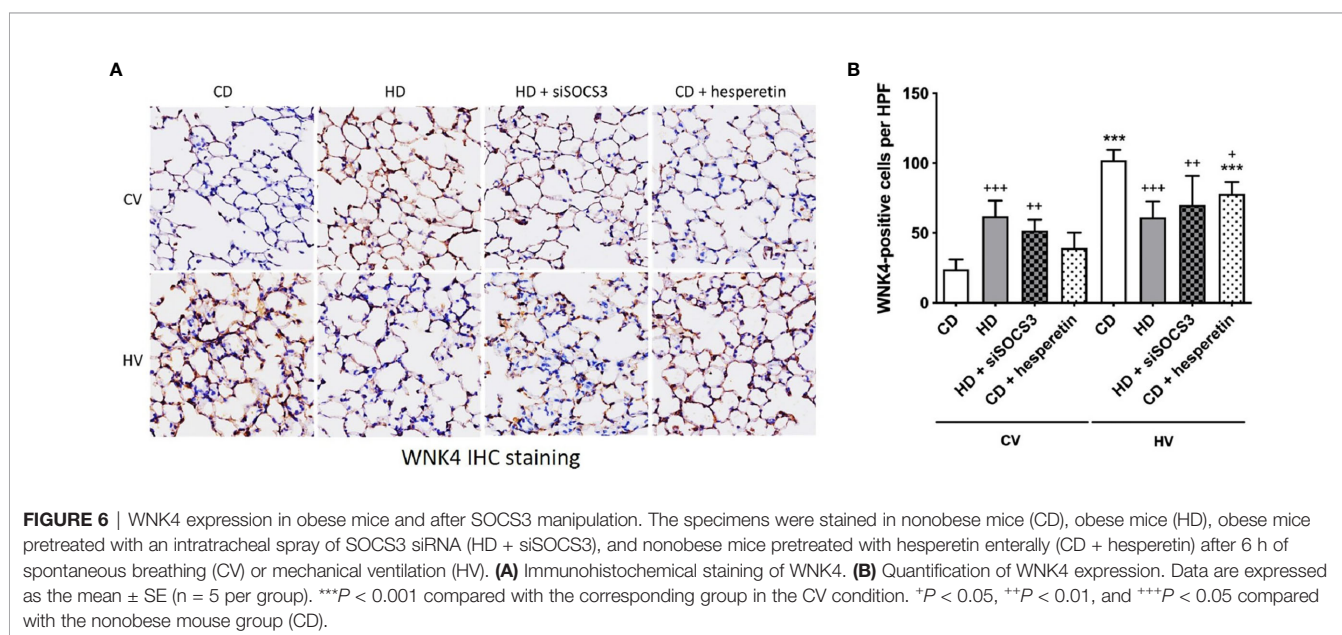 A
CD
HD
HD + siSOCS3
CD + hesperetin
CV
HV
WNK4 IHC staining
B
WNK4-positive cells per HPF
150
100
50
0
+++
++
***
+++
++
+
***
CD
HD
HD + siSOCS3
CD + hesperetin
CD
HD
HD + siSOCS3
CD + hesperetin
CV
HV
FIGURE 6 | WNK4 expression in obese mice and after SOCS3 manipulation. The specimens were stained in nonobese mice (CD), obese mice (HD), obese mice
pretreated with an intratracheal spray of SOCS3 siRNA (HD + siSOCS3), and nonobese mice pretreated with hesperetin enterally (CD + hesperetin) after 6 h of
spontaneous breathing (CV) or mechanical ventilation (HV). (A) Immunohistochemical staining of WNK4. (B) Quantification of WNK4 expression. Data are expressed
as the mean ± SE (n = 5 per group). ***P < 0.001 compared with the corresponding group in the CV condition. +P < 0.05, ++P < 0.01, and +++P < 0.05 compared
with the nonobese mouse group (CD).